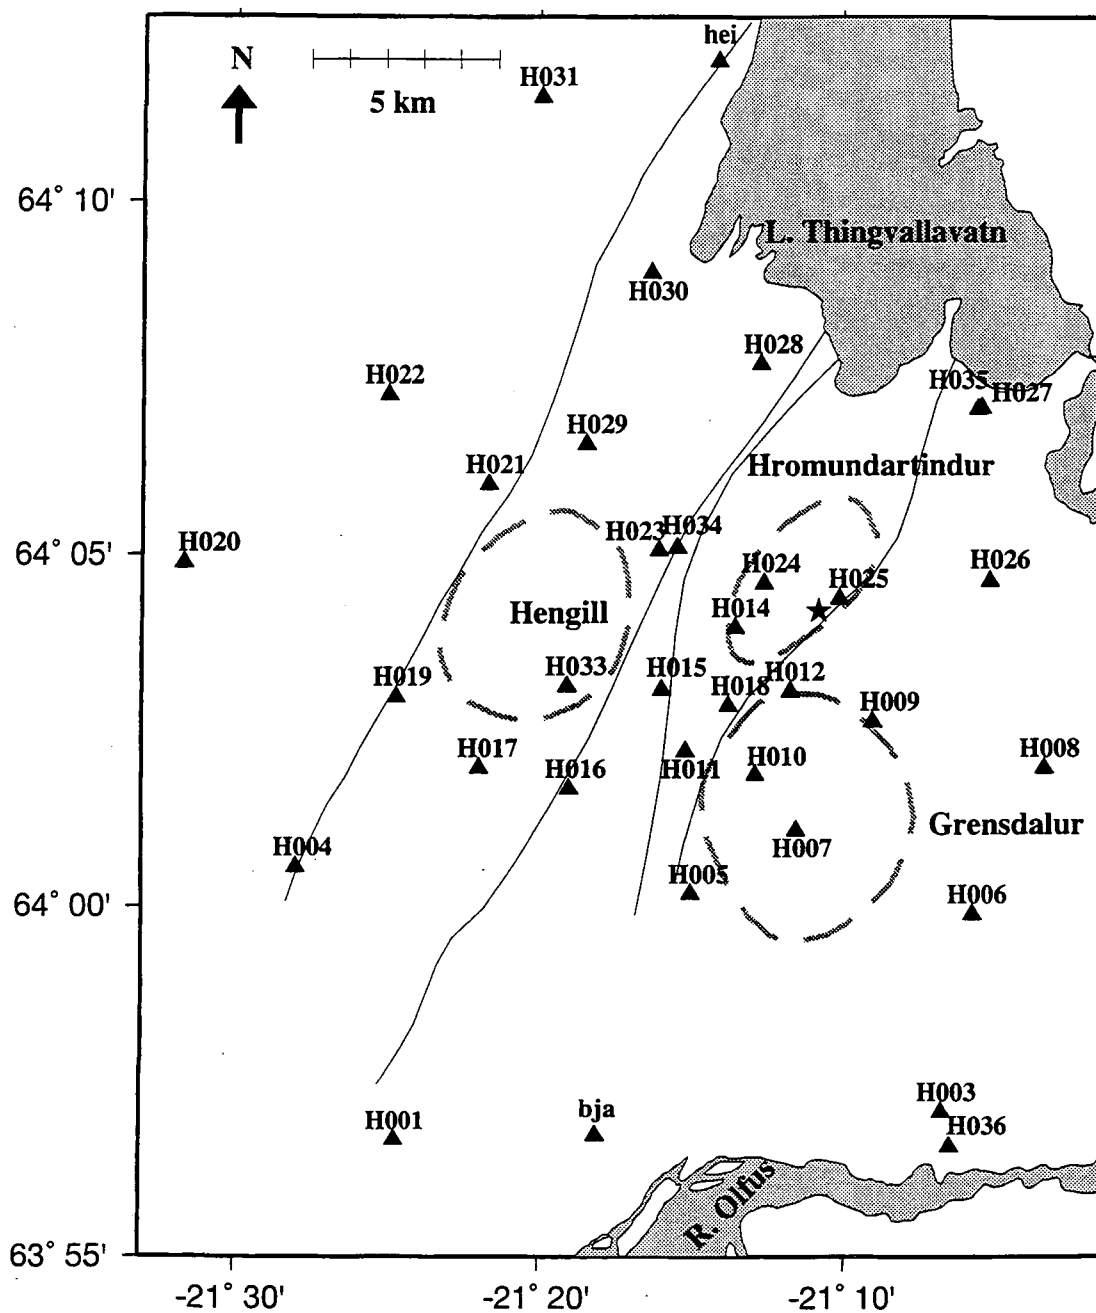 hei
N
H031
5 km
64° 10'
L. Thingvallavatn
H030
H028
H022
H035
H027
H029
H021
Hromundartindur
H020
64° 05'
H023
H034
H024
H026
H025
Hengill
H014
H033
H015
H012
H019
H018
H009
H017
H016
H011
H010
H008
Grensdalur
H004
H007
H005
H006
64° 00'
H003
bja
H001
H036
R. Olfus
63° 55'
-21° 30'
-21° 20'
-21° 10'